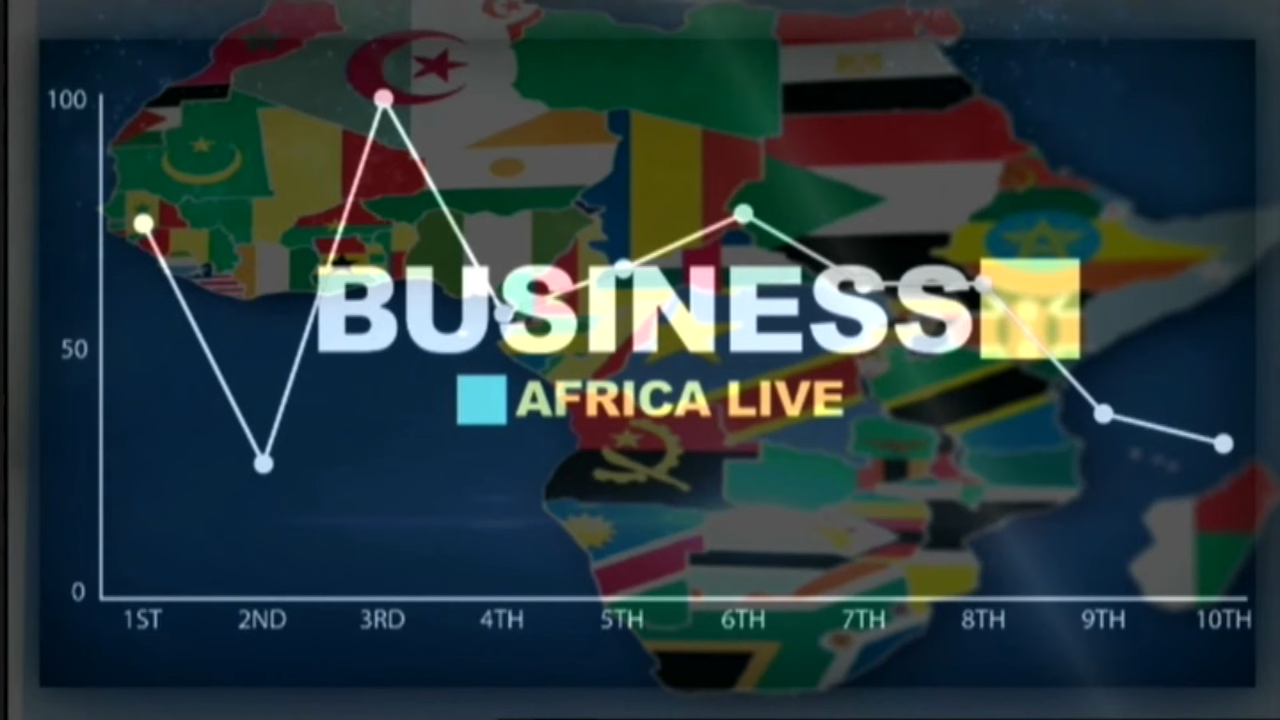 100
BUSINESS
50
AFRICA LIVE
0
1ST 2ND 3RD 4TH 5TH 6TH 7TH 8TH 9TH 10TH